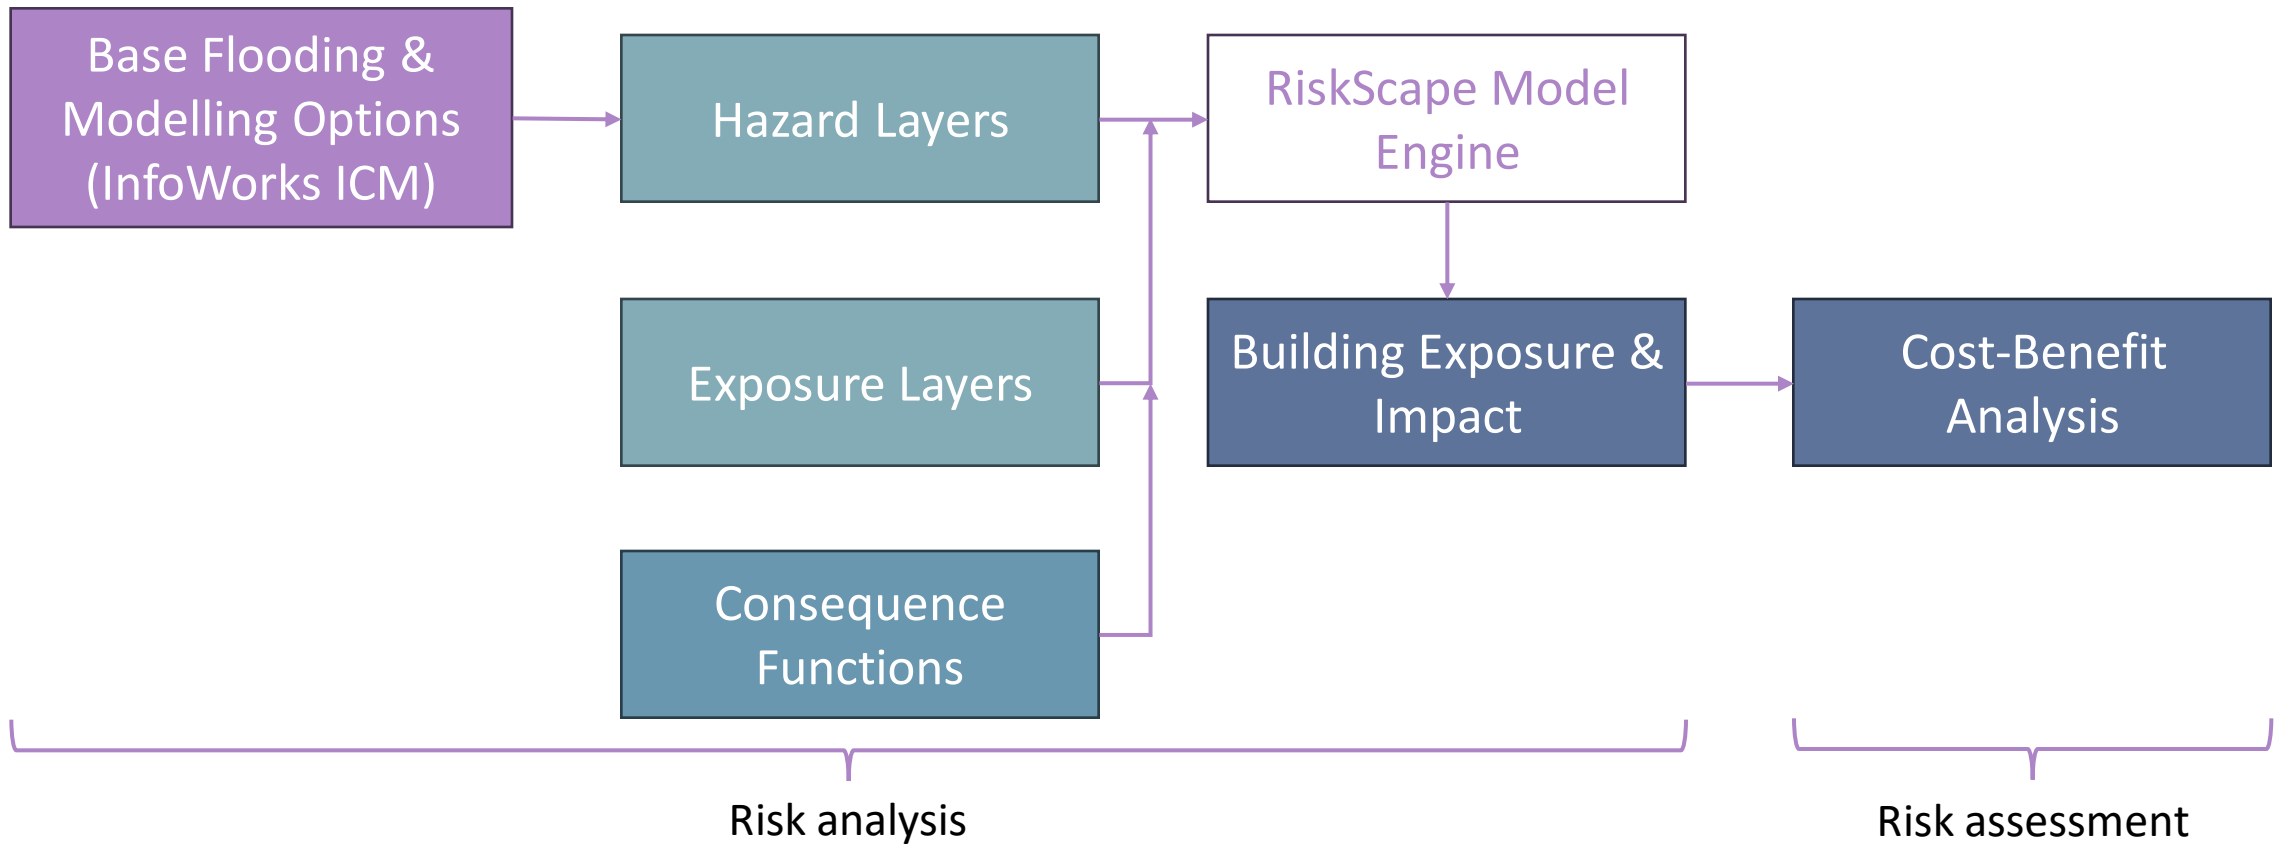 Base Flooding &
Modelling Options
(InfoWorks ICM)
Hazard Layers
RiskScape Model
Engine
Exposure Layers
Building Exposure &
Impact
Cost-Benefit
Analysis
Consequence
Functions
Risk analysis
Risk assessment